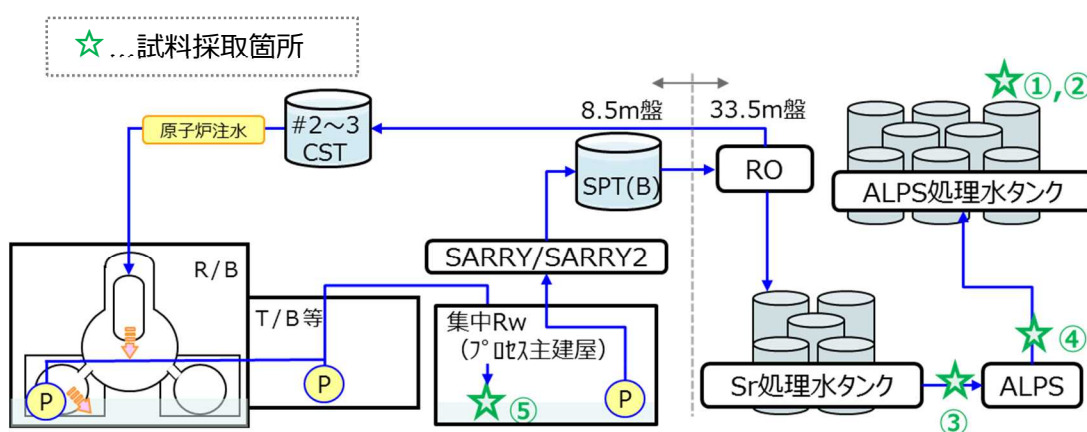 ☆…試料採取箇所
①,②
8.5m盤
33.5m盤
原子炉注水
#2～3
CST
SPT(B)
RO
ALPS処理水タンク
R/B
SARRY/SARRY2
T/B等
集中Rw
(ﾌﾟﾛｾｽ主建屋)
④
P
P
⑤
P
Sr処理水タンク
ALPS
③